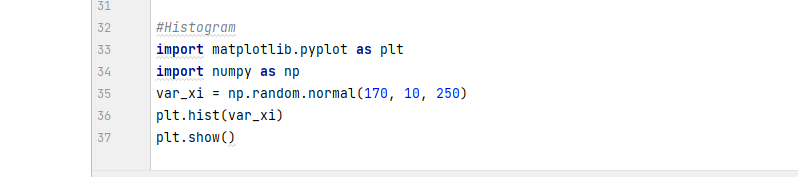 31
32 #Histogram
33 import matplotlib.pyplot as plt
34 import numpy as np
35 var_xi = np.random.normal(170, 10, 250)
36 plt.hist(var_xi)
37 plt.show()